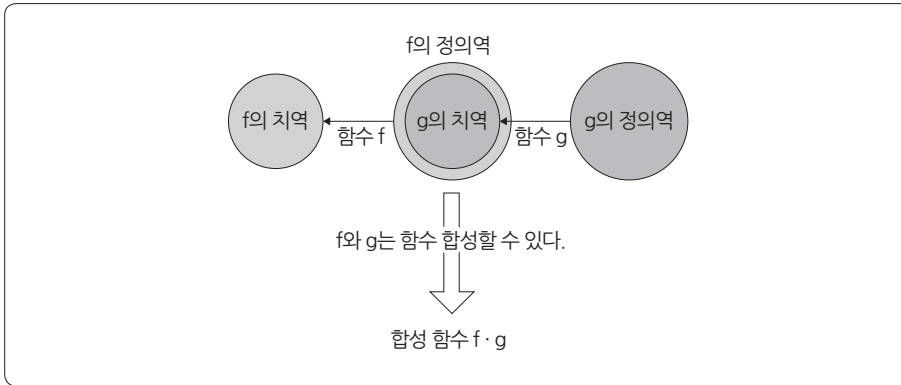 f의 정의역
f의 치역
g의 치역
g의 정의역
함수 f
함수 g
f와 g는 함수 합성할 수 있다.
합성 함수 f · g